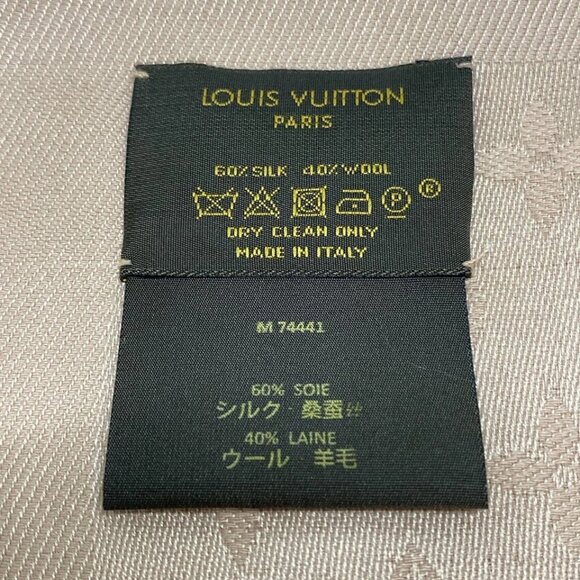 LOUIS VUITTON
PARIS
60% SILK 40% WOOL
P ®
DRY CLEAN ONLY
MADE IN ITALY
M 74441
60% SOIE
シルク・桑蚕丝
40% LAINE
ウール 羊毛